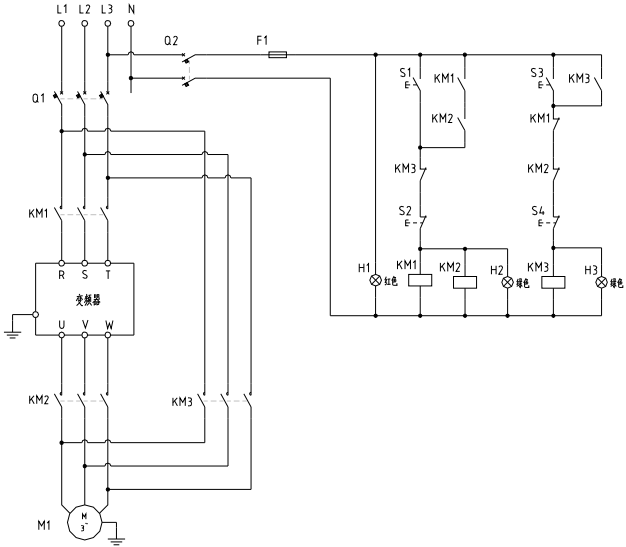 L1 L2 L3 N
Q2 F1
S1 KM1 S3 KM3
Q1
KM2 KM1
KM3 KM2
KM1 S2 S4
H1 红色 KM1 KM2 H2 绿色 KM3 H3 绿色
R S T
变频器
U V W
KM2 KM3
M1 M
3~